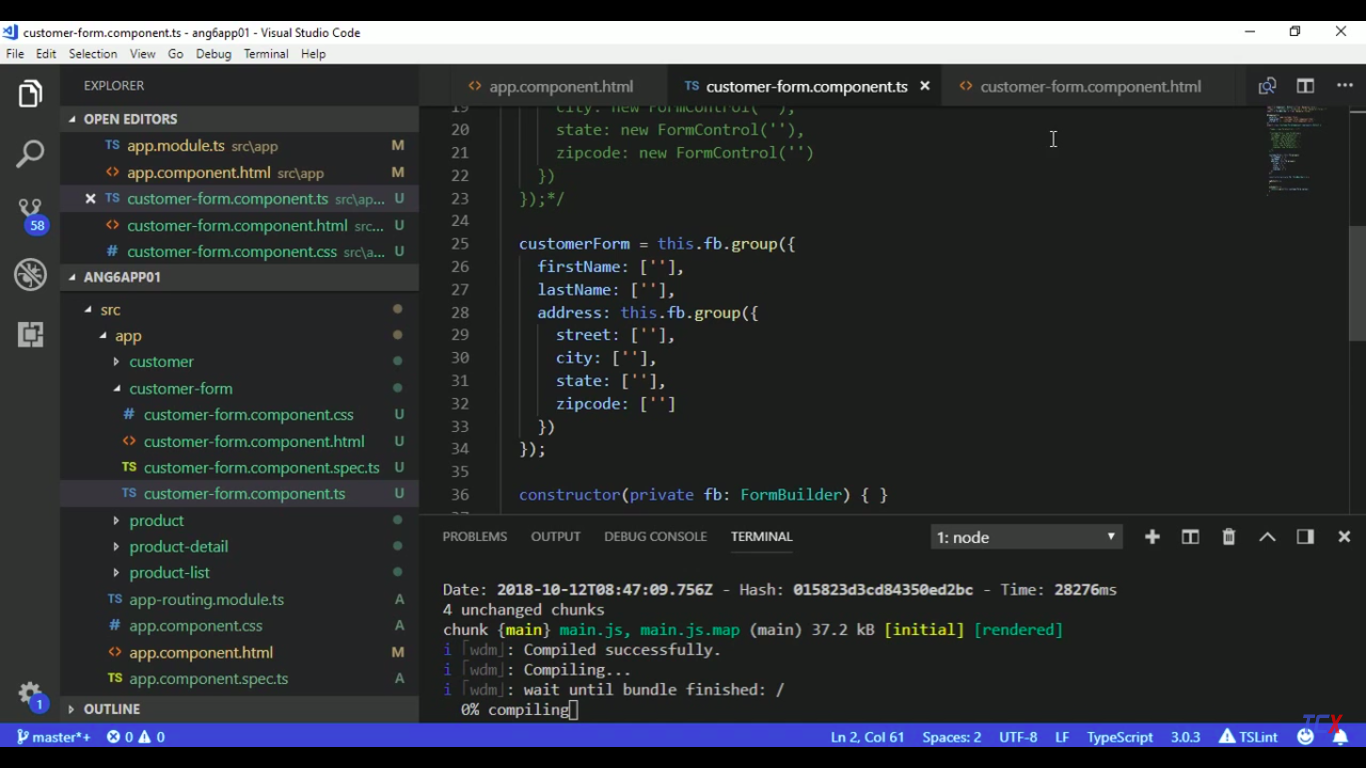 customer-form.component.ts - ang6app01 - Visual Studio Code
File Edit Selection View Go Debug Terminal Help
EXPLORER
OPEN EDITORS
TS app.module.ts src\app M
<> app.component.html src\app M
TS customer-form.component.ts src\ap... U
<> customer-form.component.html src... U
# customer-form.component.css src\a... U
ANG6APP01
src
app
customer
customer-form
# customer-form.component.css U
<> customer-form.component.html U
TS customer-form.component.spec.ts U
TS customer-form.component.ts U
product
product-detail
product-list
app-routing.module.ts A
app.component.css A
<> app.component.html M
TS app.component.spec.ts A
OUTLINE
58
1
<> app.component.html TS customer-form.component.ts <> customer-form.component.html
19 city: new FormControl(''),
20 state: new FormControl(''),
21 zipcode: new FormControl('')
22 })
23 });*/
24
25 customerForm = this.fb.group({
26 firstName: [''],
27 lastName: [''],
28 address: this.fb.group({
29 street: [''],
30 city: [''],
31 state: [''],
32 zipcode: ['']
33 })
34 });
35
36 constructor(private fb: FormBuilder) { }
PROBLEMS OUTPUT DEBUG CONSOLE TERMINAL 1: node
Date: 2018-10-12T08:47:09.756Z - Hash: 015823d3cd84350ed2bc - Time: 28276ms
4 unchanged chunks
chunk {main} main.js, main.js.map (main) 37.2 kB [initial] [rendered]
i ｢wdm｣: Compiled successfully.
i ｢wdm｣: Compiling...
i ｢wdm｣: wait until bundle finished: /
0% compiling
master*+ 0 0 Ln 2, Col 61 Spaces: 2 UTF-8 LF TypeScript 3.0.3 TSLint